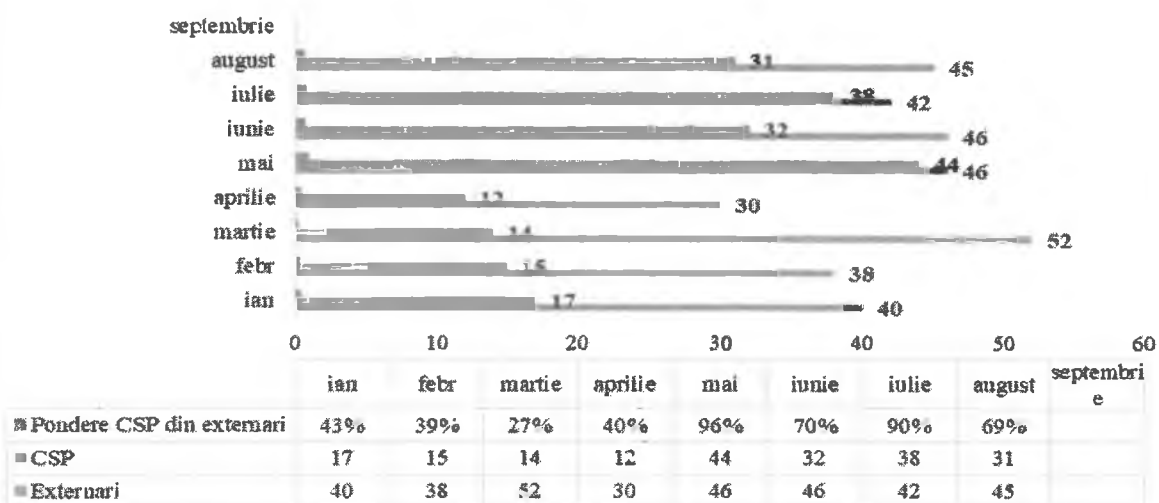 septembrie
august 31 45
iulie 38 42
iunie 32 46
mai 44 46
aprilie 12 30
martie 14 52
febr 15 38
ian 17 40
0 10 20 30 40 50 60
ian febr martie aprilie mai iunie iulie august septembrie
Pondere CSP din externari 43% 39% 27% 40% 96% 70% 90% 69%
CSP 17 15 14 12 44 32 38 31
Externari 40 38 52 30 46 46 42 45